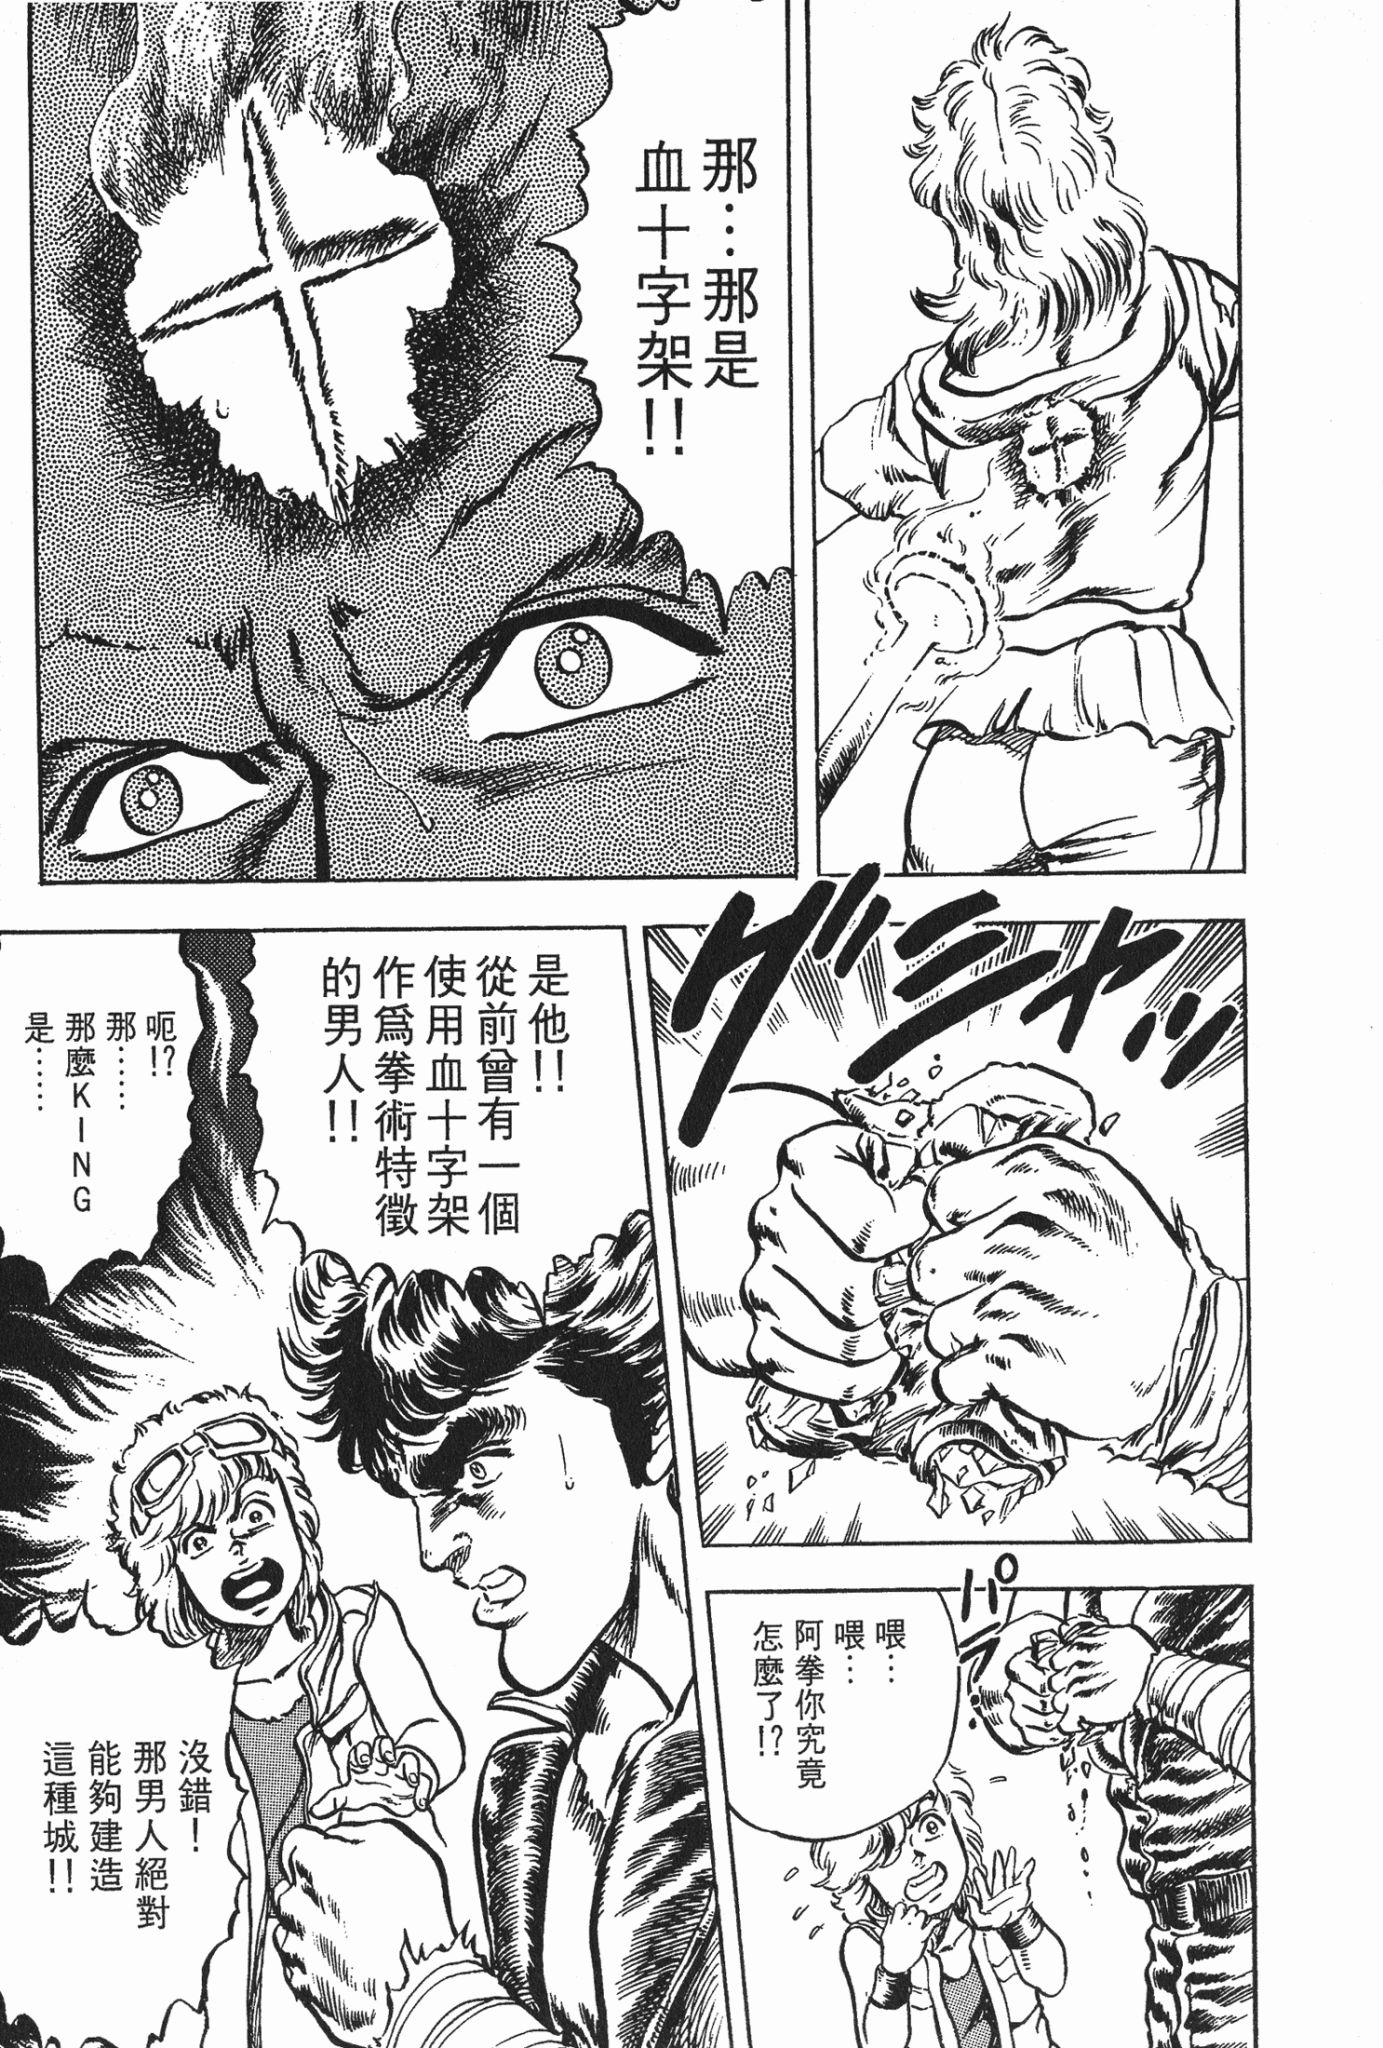 那…那是
血十字架!!
グシャッ
パラ…
喂…
喂…
阿拳你究竟
怎麼了!?
是他!!
從前曾有一個
使用血十字架
作爲拳術特徵
的男人!!
呃!?
那……
那麼KING
是……
沒錯！
那男人絕對
能夠建造
這種城!!